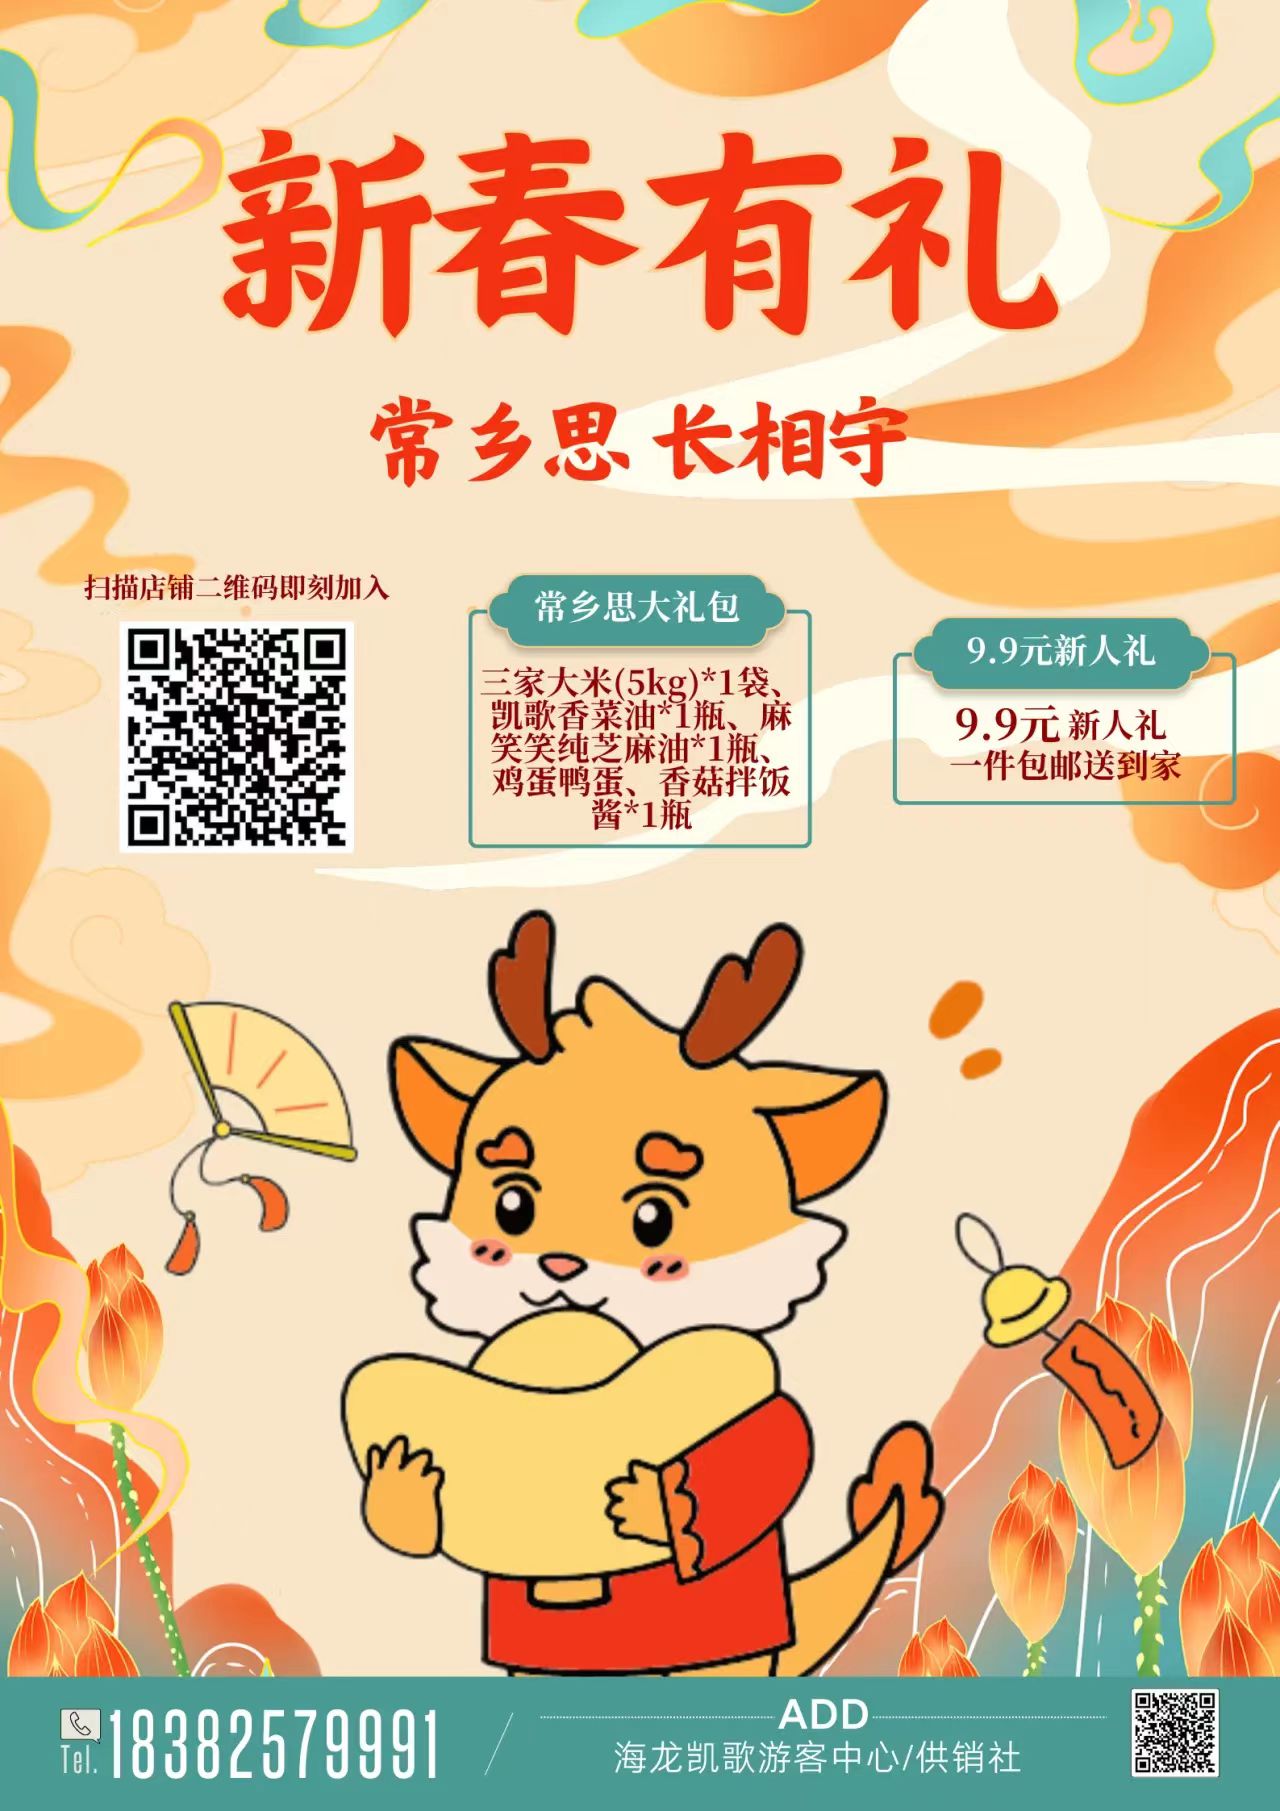 新春有礼
常乡思 长相守
扫描店铺二维码即刻加入
常乡思大礼包
三家大米(5kg)*1袋、
凯歌香菜油*1瓶、麻
笑笑纯芝麻油*1瓶、
鸡蛋鸭蛋、香菇拌饭
酱*1瓶
9.9元新人礼
9.9元 新人礼
一件包邮送到家
Tel. 18382579991
ADD
海龙凯歌游客中心/供销社